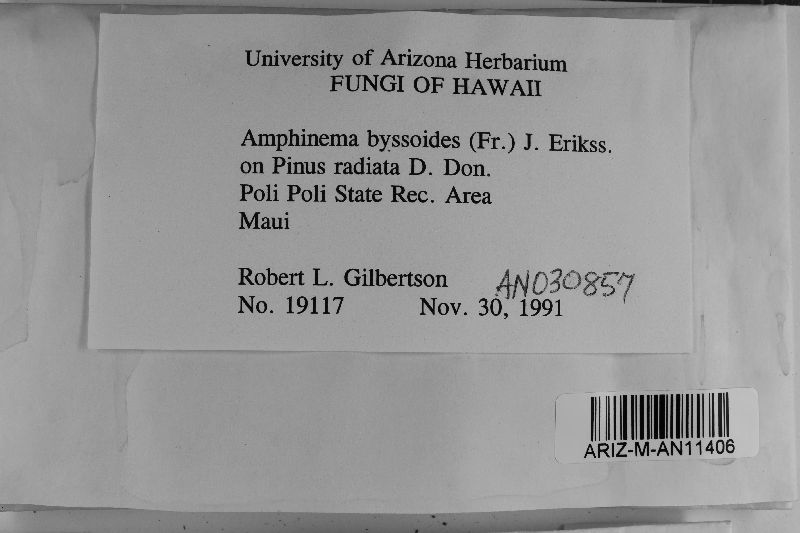 University of Arizona Herbarium
FUNGI OF HAWAII
Amphinema byssoides (Fr.) J. Erikss.
on Pinus radiata D. Don.
Poli Poli State Rec. Area
Maui
Robert L. Gilbertson AN030857
No. 19117 Nov. 30, 1991
ARIZ-M-AN11406